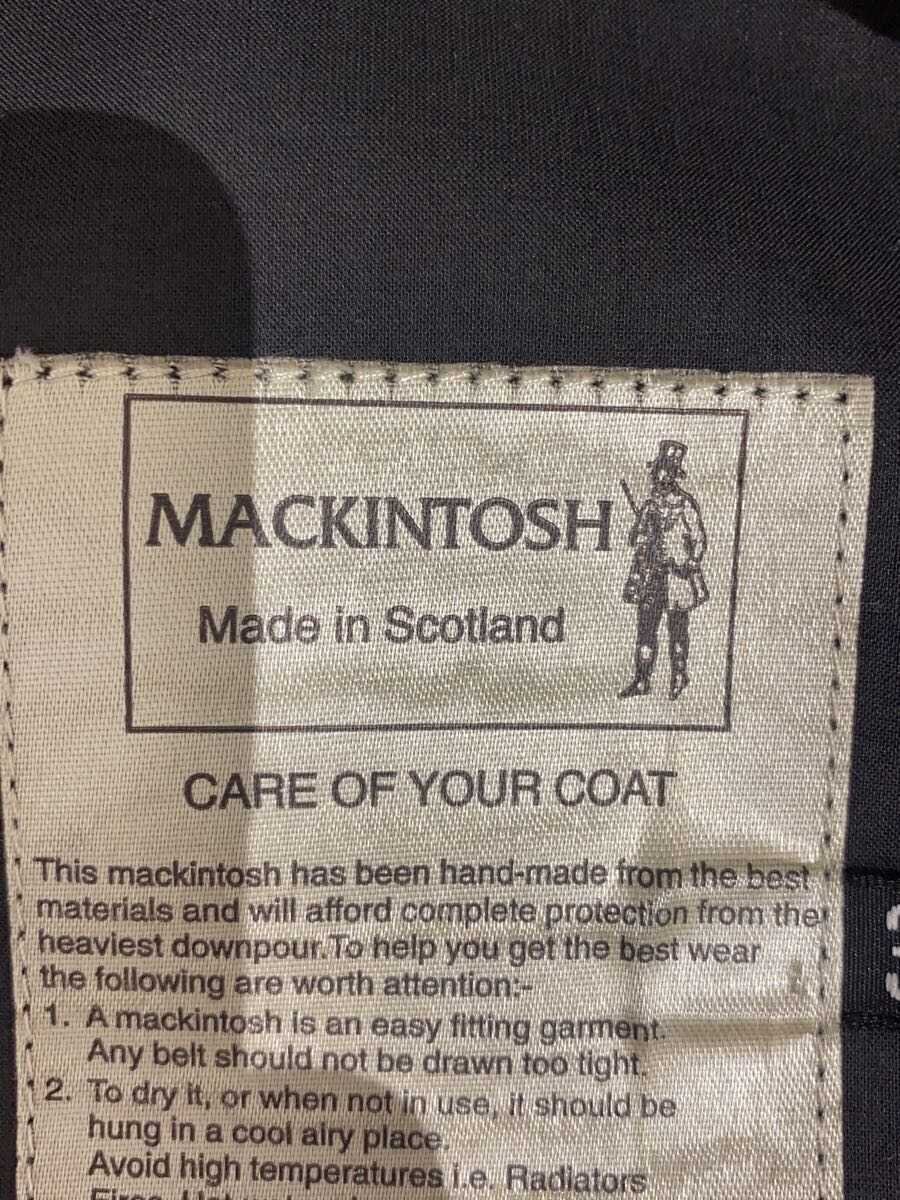 MACKINTOSH
Made in Scotland
CARE OF YOUR COAT
This mackintosh has been hand-made from the best
materials and will afford complete protection from the
heaviest downpour.To help you get the best wear
the following are worth attention:-
1. A mackintosh is an easy fitting garment.
Any belt should not be drawn too tight.
2. To dry it, or when not in use, it should be
hung in a cool airy place.
Avoid high temperatures i.e. Radiators